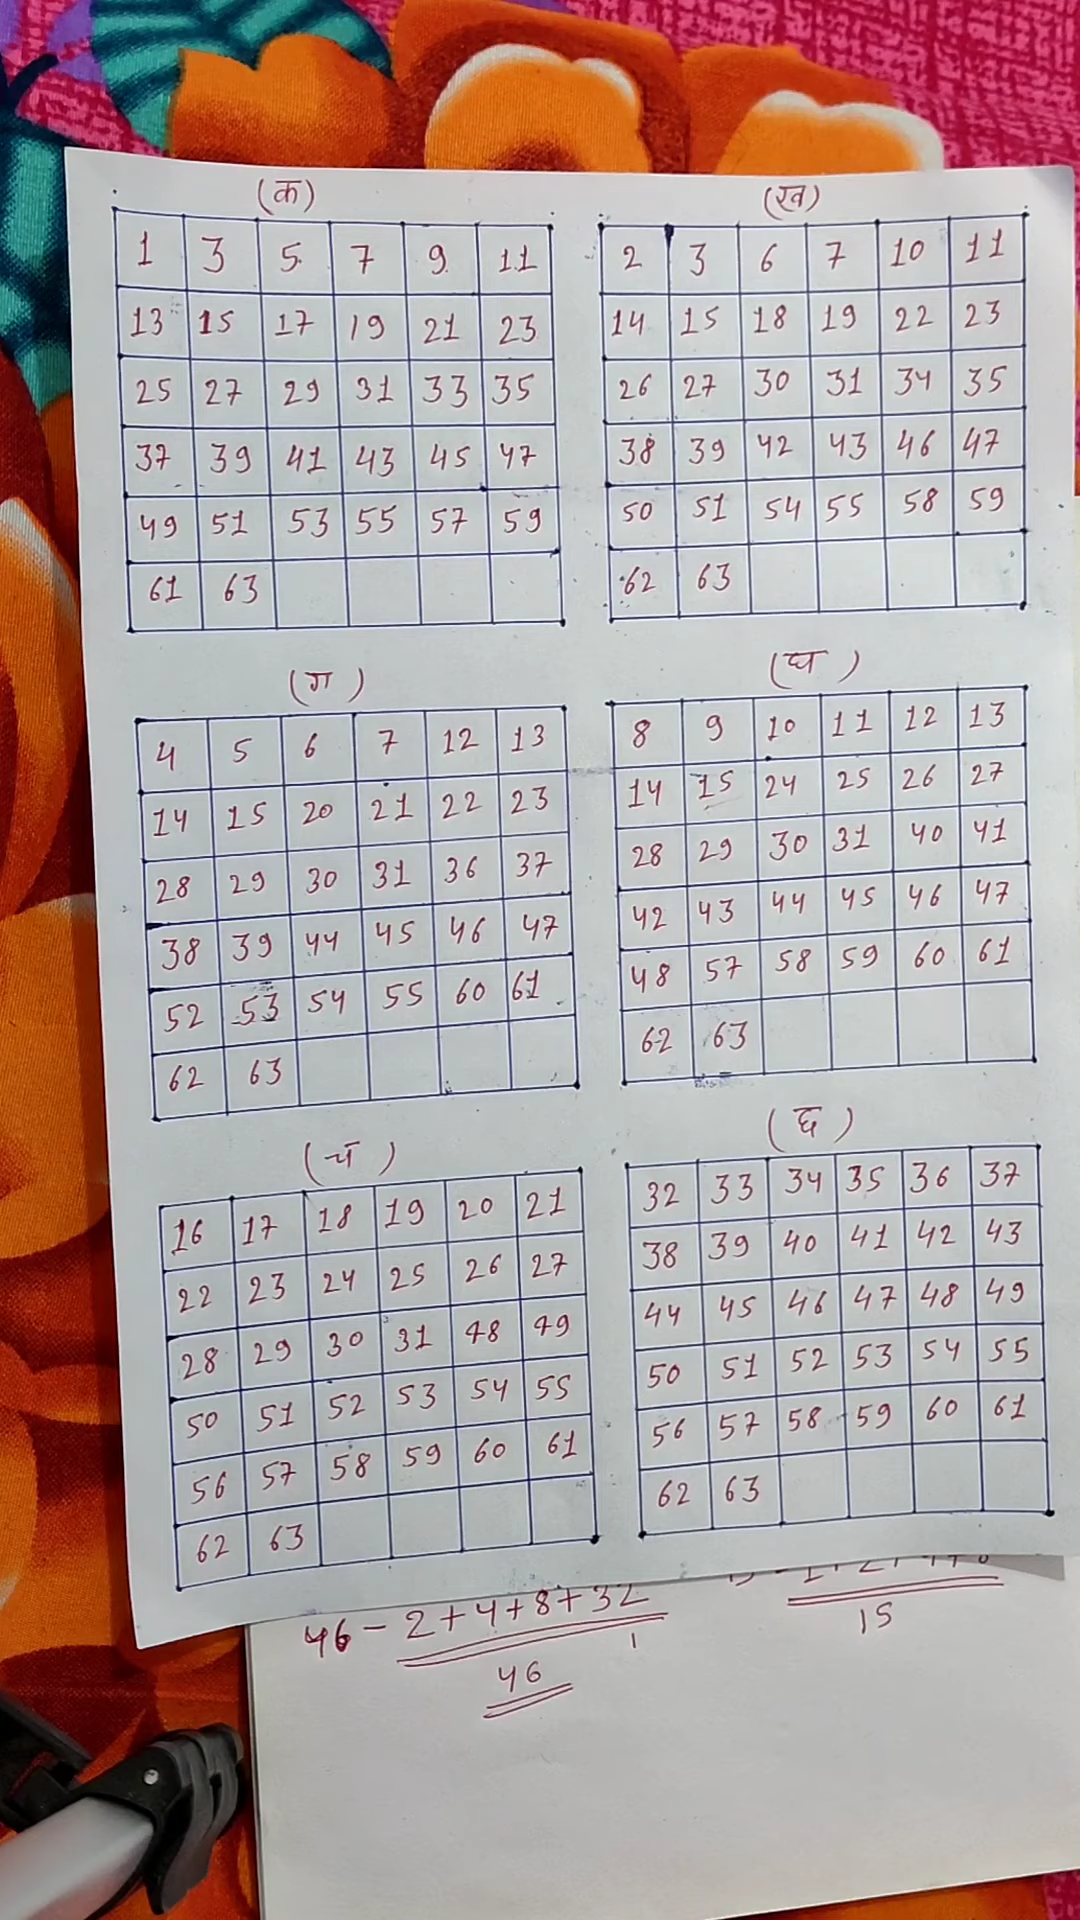 (क)
1 3 5 7 9 11
13 15 17 19 21 23
25 27 29 31 33 35
37 39 41 43 45 47
49 51 53 55 57 59
61 63
(ख)
2 3 6 7 10 11
14 15 18 19 22 23
26 27 30 31 34 35
38 39 42 43 46 47
50 51 54 55 58 59
62 63
(ग)
4 5 6 7 12 13
14 15 20 21 22 23
28 29 30 31 36 37
38 39 44 45 46 47
52 53 54 55 60 61
62 63
(घ)
8 9 10 11 12 13
14 15 24 25 26 27
28 29 30 31 40 41
42 43 44 45 46 47
48 57 58 59 60 61
62 63
(च)
16 17 18 19 20 21
22 23 24 25 26 27
28 29 30 31 48 49
50 51 52 53 54 55
56 57 58 59 60 61
62 63
(छ)
32 33 34 35 36 37
38 39 40 41 42 43
44 45 46 47 48 49
50 51 52 53 54 55
56 57 58 59 60 61
62 63
46 - 2+4+8+32
46
15